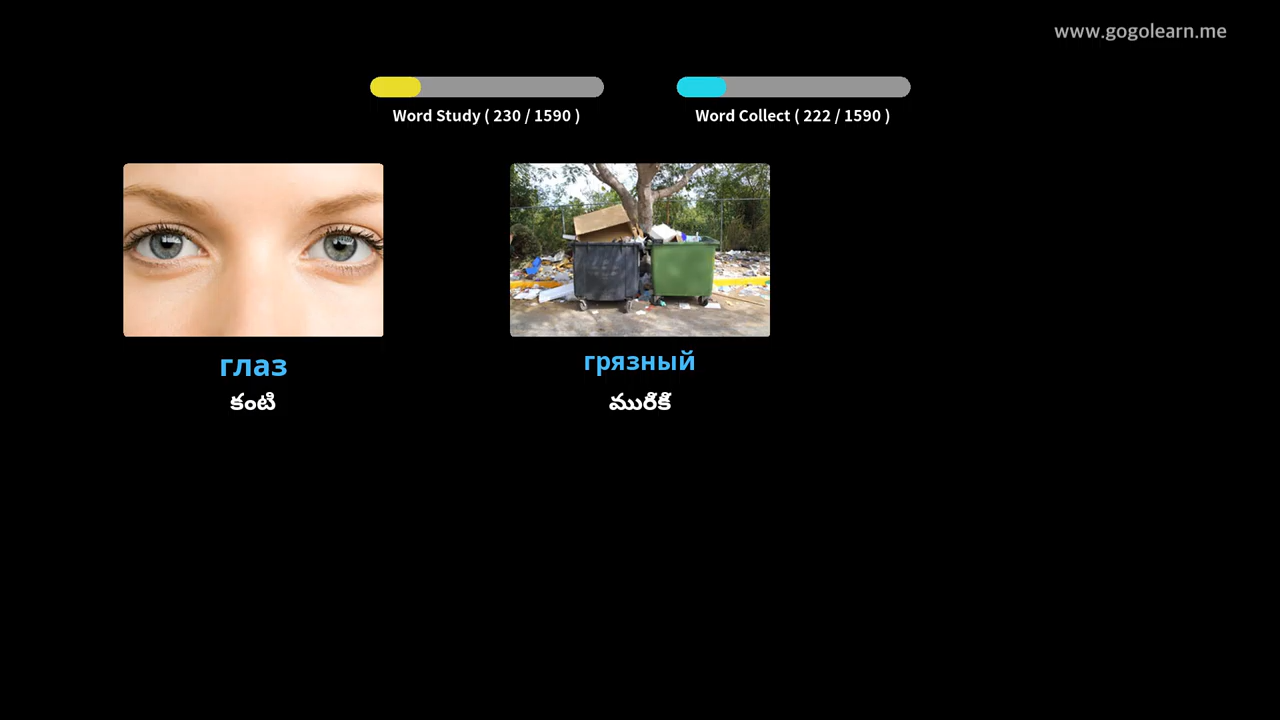 www.gogolearn.me
Word Study ( 230 / 1590 )
Word Collect ( 222 / 1590 )
глаз
కంటి
грязный
మురికి